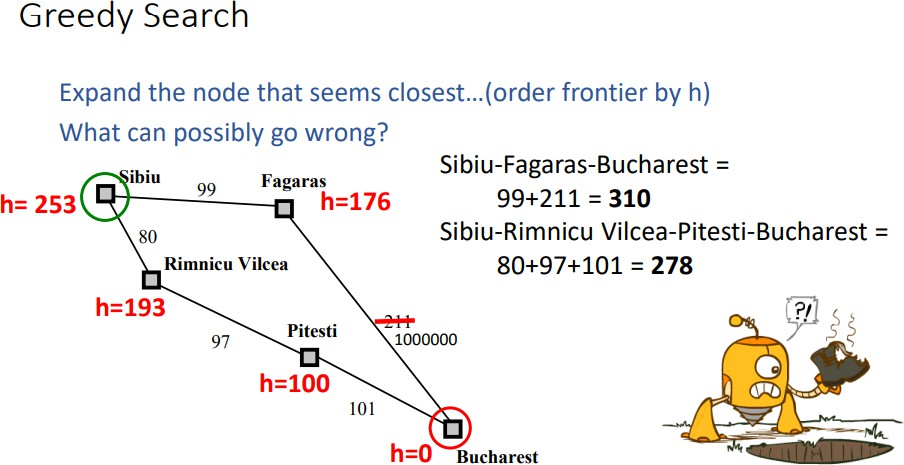 Greedy Search
Expand the node that seems closest…(order frontier by h)
What can possibly go wrong?
Sibiu-Fagaras-Bucharest =
99+211 = 310
Sibiu-Rimnicu Vilcea-Pitesti-Bucharest =
80+97+101 = 278
Sibiu
h= 253
99
Fagaras
h=176
80
Rimnicu Vilcea
h=193
97
Pitesti
h=100
211
1000000
101
h=0
Bucharest
?!